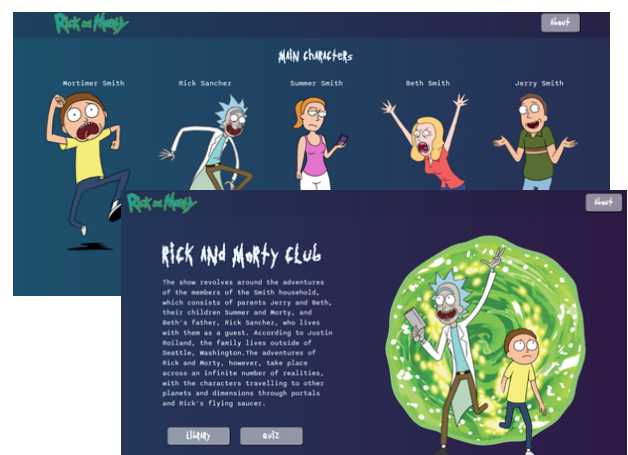 Rick and Morty
About
Main characters
Mortimer Smith
Rick Sanchez
Summer Smith
Beth Smith
Jerry Smith
Rick and Morty
About
Rick and Morty Club
The show revolves around the adventures
of the members of the Smith household,
which consists of parents Jerry and Beth,
their children Summer and Morty, and
Beth's father, Rick Sanchez, who lives
with them as a guest. According to Justin
Roiland, the family lives outside of
Seattle, Washington.The adventures of
Rick and Morty, however, take place
across an infinite number of realities,
with the characters travelling to other
planets and dimensions through portals
and Rick's flying saucer.
Library
Quiz